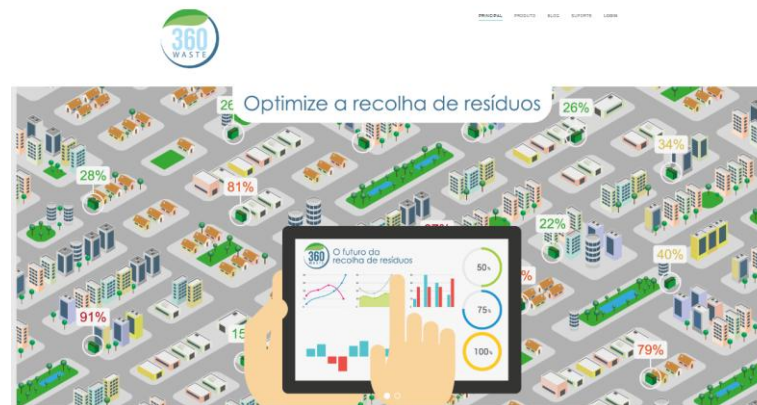 360
WASTE
PRINCIPAL PRODUTO BLOG SUPORTE
Optimize a recolha de resíduos
26%
34%
28%
81%
22%
40%
91%
79%
360
WASTE
O futuro da
recolha de resíduos
50%
75%
100%